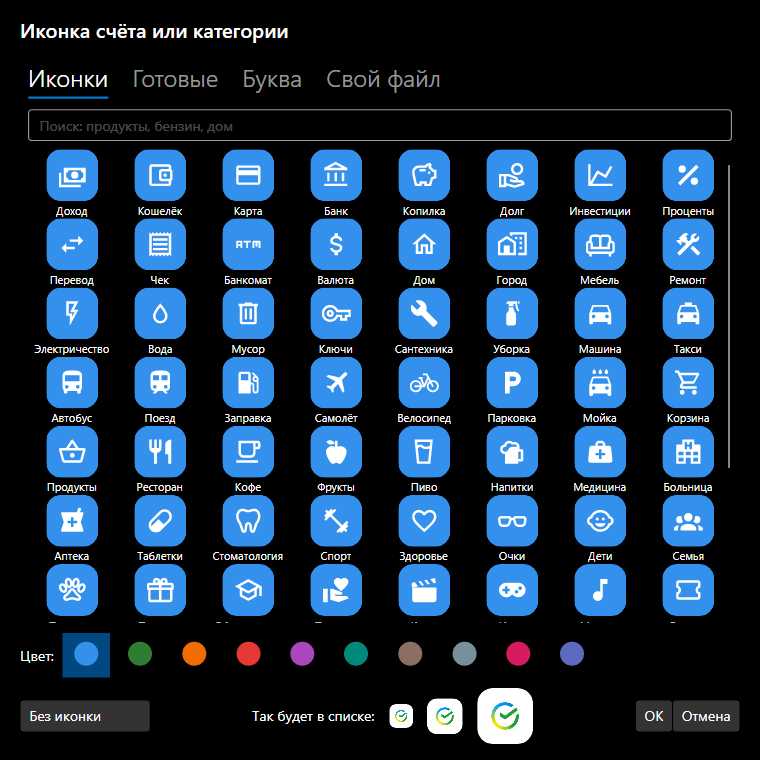 Иконка счёта или категории
Иконки Готовые Буква Свой файл
Поиск: продукты, бензин, дом
Доход Кошелёк Карта Банк Копилка Долг Инвестиции Проценты
ATM
Перевод Чек Банкомат Валюта Дом Город Мебель Ремонт
Электричество Вода Мусор Ключи Сантехника Уборка Машина Такси
P
Автобус Поезд Заправка Самолёт Велосипед Парковка Мойка Корзина
Продукты Ресторан Кофе Фрукты Пиво Напитки Медицина Больница
Аптека Таблетки Стоматология Спорт Здоровье Очки Дети Семья
Цвет:
Без иконки Так будет в списке: OK Отмена